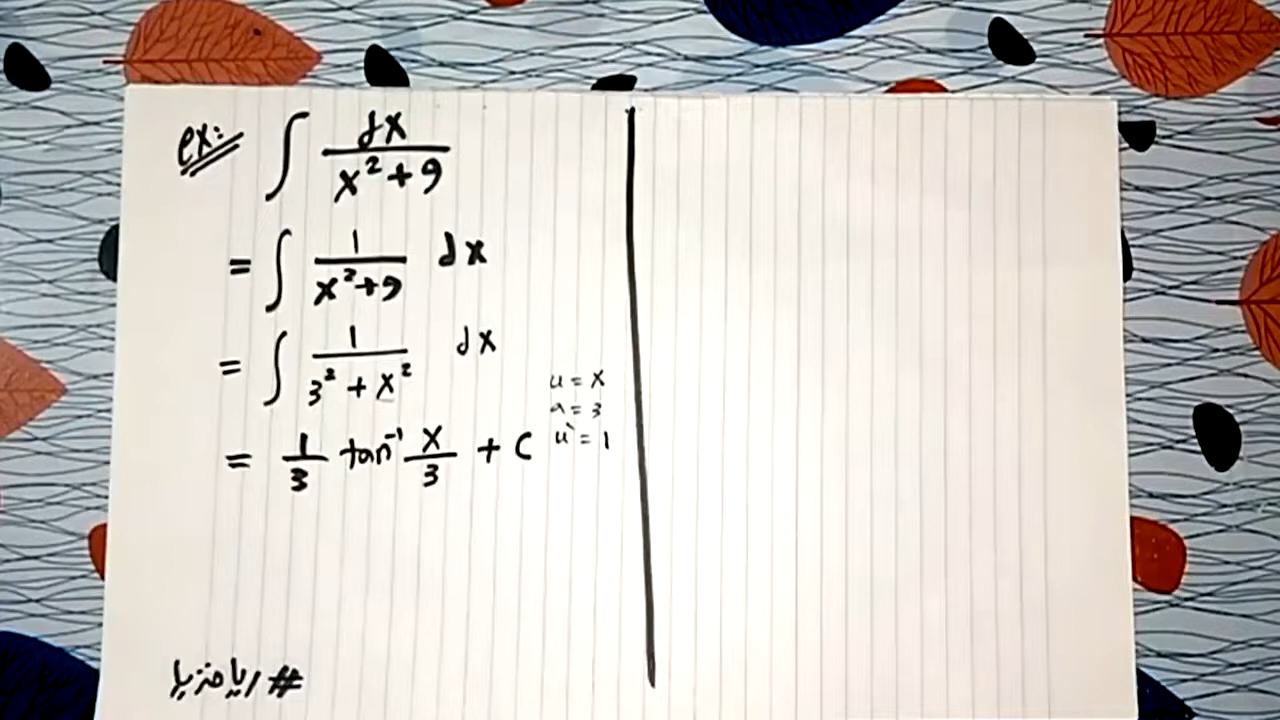 ex: ∫ dx / (x² + 9)
= ∫ 1 / (x² + 9) dx
= ∫ 1 / (3² + x²) dx
u = x
a = 3
u` = 1
= 1/3 tan⁻¹ x/3 + C
#